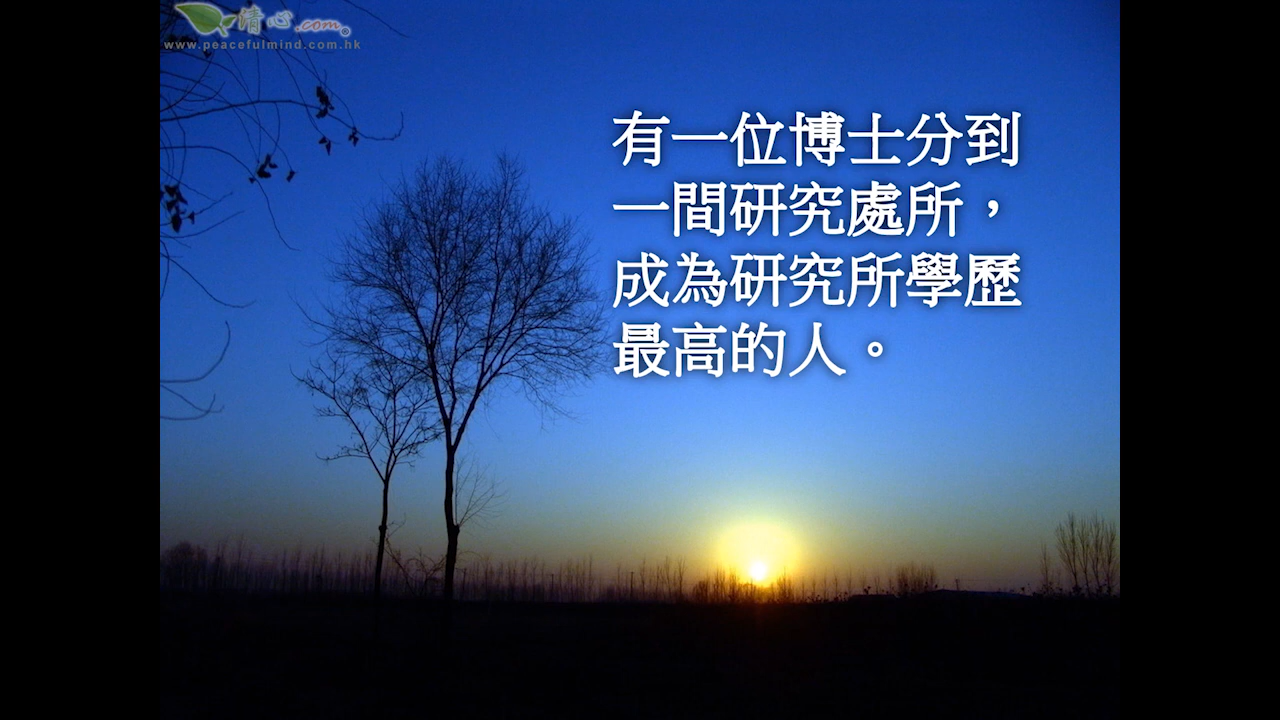 清心.com®
www.peacefulmind.com.hk
有一位博士分到
一間研究處所，
成為研究所學歷
最高的人。